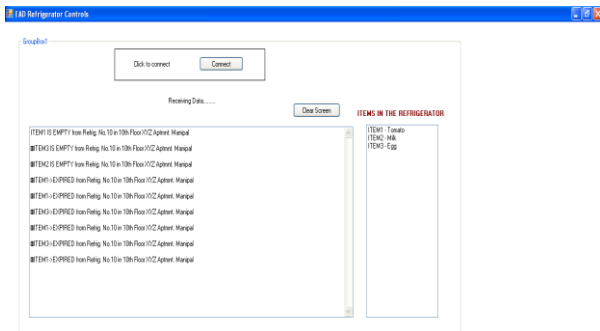 EAD Refrigerator Controls
GroupBox1
Click to connect
Connect
Receiving Data........
Clear Screen
ITEMS IN THE REFRIGERATOR
ITEM1 IS EMPTY from Refrig. No.10 in 10th Floor XYZ Aptmnt. Manipal
ITEM3 IS EMPTY from Refrig. No.10 in 10th Floor XYZ Aptmnt. Manipal
ITEM2 IS EMPTY from Refrig. No.10 in 10th Floor XYZ Aptmnt. Manipal
ITEM1->EXPIRED from Refrig. No.10 in 10th Floor XYZ Aptmnt. Manipal
ITEM1->EXPIRED from Refrig. No.10 in 10th Floor XYZ Aptmnt. Manipal
ITEM3->EXPIRED from Refrig. No.10 in 10th Floor XYZ Aptmnt. Manipal
ITEM1->EXPIRED from Refrig. No.10 in 10th Floor XYZ Aptmnt. Manipal
ITEM3->EXPIRED from Refrig. No.10 in 10th Floor XYZ Aptmnt. Manipal
ITEM1->EXPIRED from Refrig. No.10 in 10th Floor XYZ Aptmnt. Manipal
ITEM1 - Tomato
ITEM2 - Milk
ITEM3 - Egg